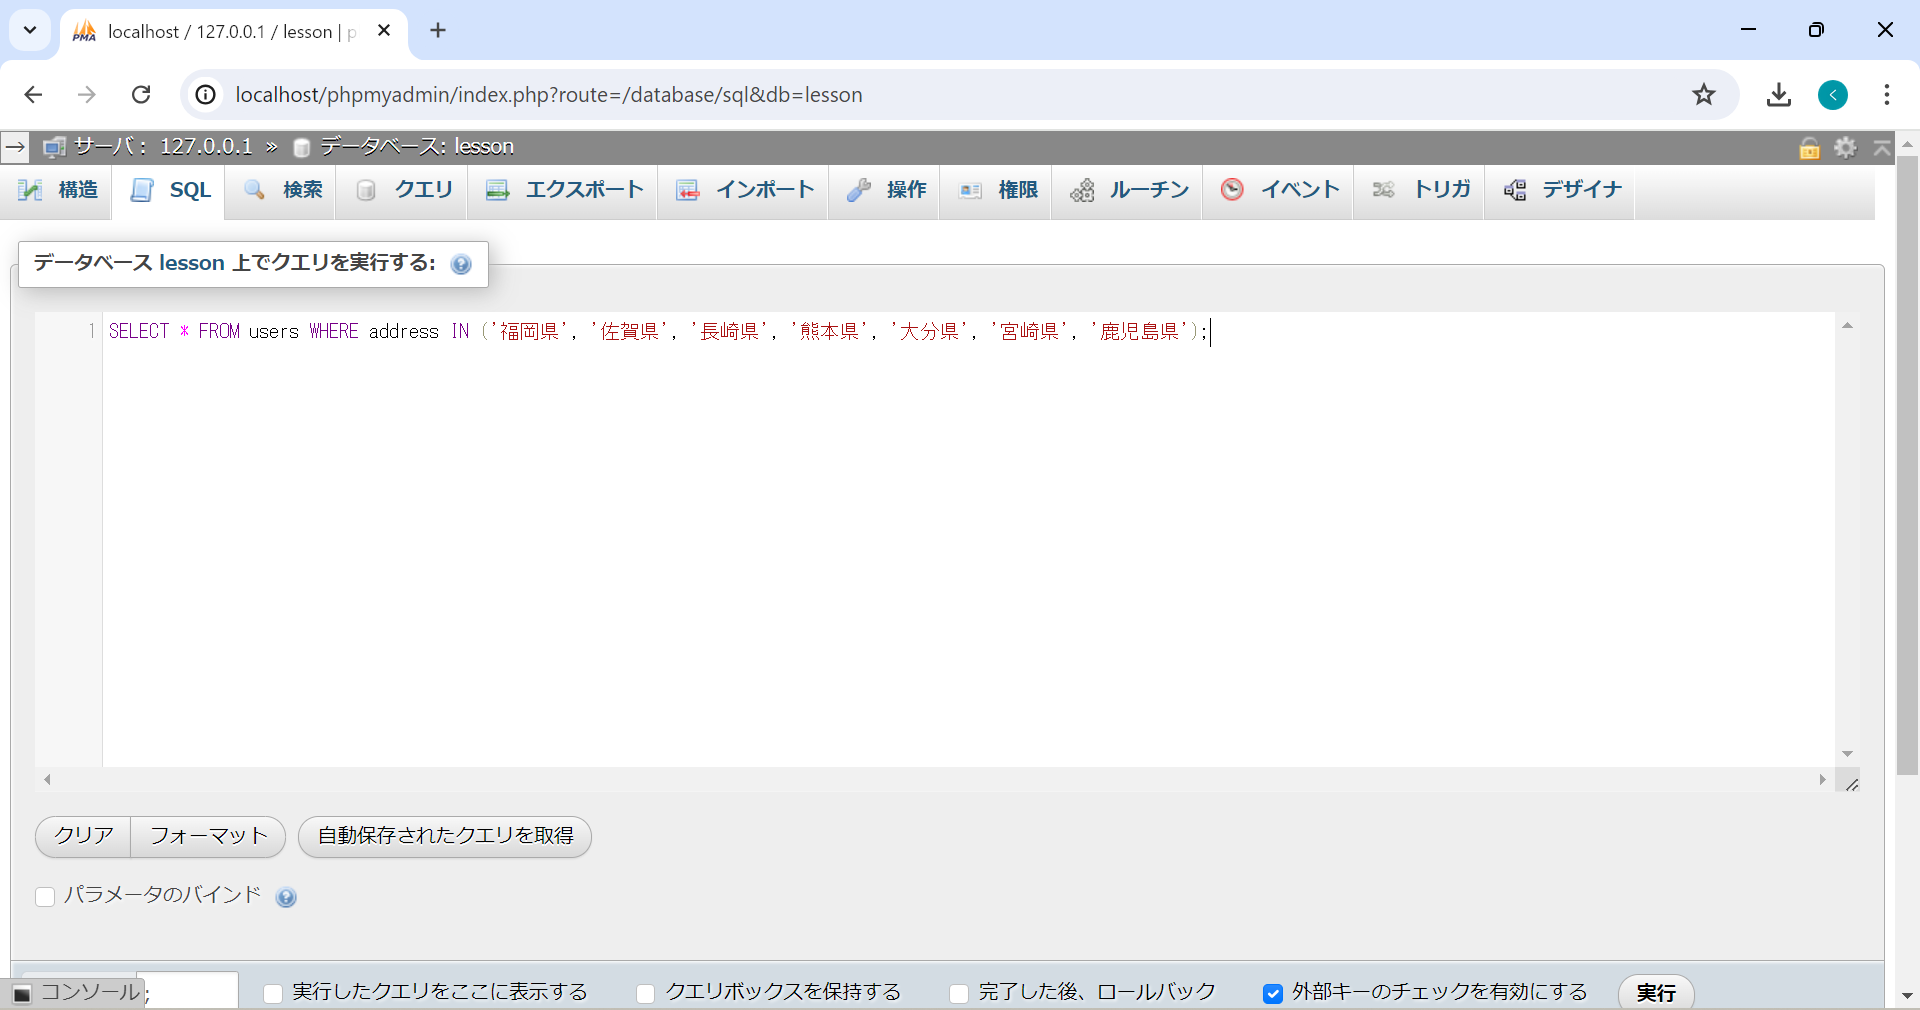 localhost / 127.0.0.1 / lesson | p
localhost/phpmyadmin/index.php?route=/database/sql&db=lesson
サーバ: 127.0.0.1 » データベース: lesson
構造 SQL 検索 クエリ エクスポート インポート 操作 権限 ルーチン イベント トリガ デザイナ
データベース lesson 上でクエリを実行する:
1 SELECT * FROM users WHERE address IN ('福岡県', '佐賀県', '長崎県', '熊本県', '大分県', '宮崎県', '鹿児島県');
クリア フォーマット 自動保存されたクエリを取得
パラメータのバインド
コンソール ; 実行したクエリをここに表示する クエリボックスを保持する 完了した後、ロールバック 外部キーのチェックを有効にする 実行